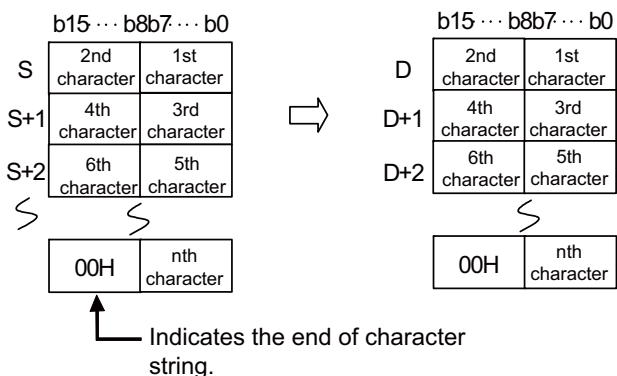 b15 ··· b8b7 ··· b0
S
2nd character
1st character
S+1
4th character
3rd character
S+2
6th character
5th character
00H
nth character
Indicates the end of character
string.
b15 ··· b8b7 ··· b0
D
2nd character
1st character
D+1
4th character
3rd character
D+2
6th character
5th character
00H
nth character